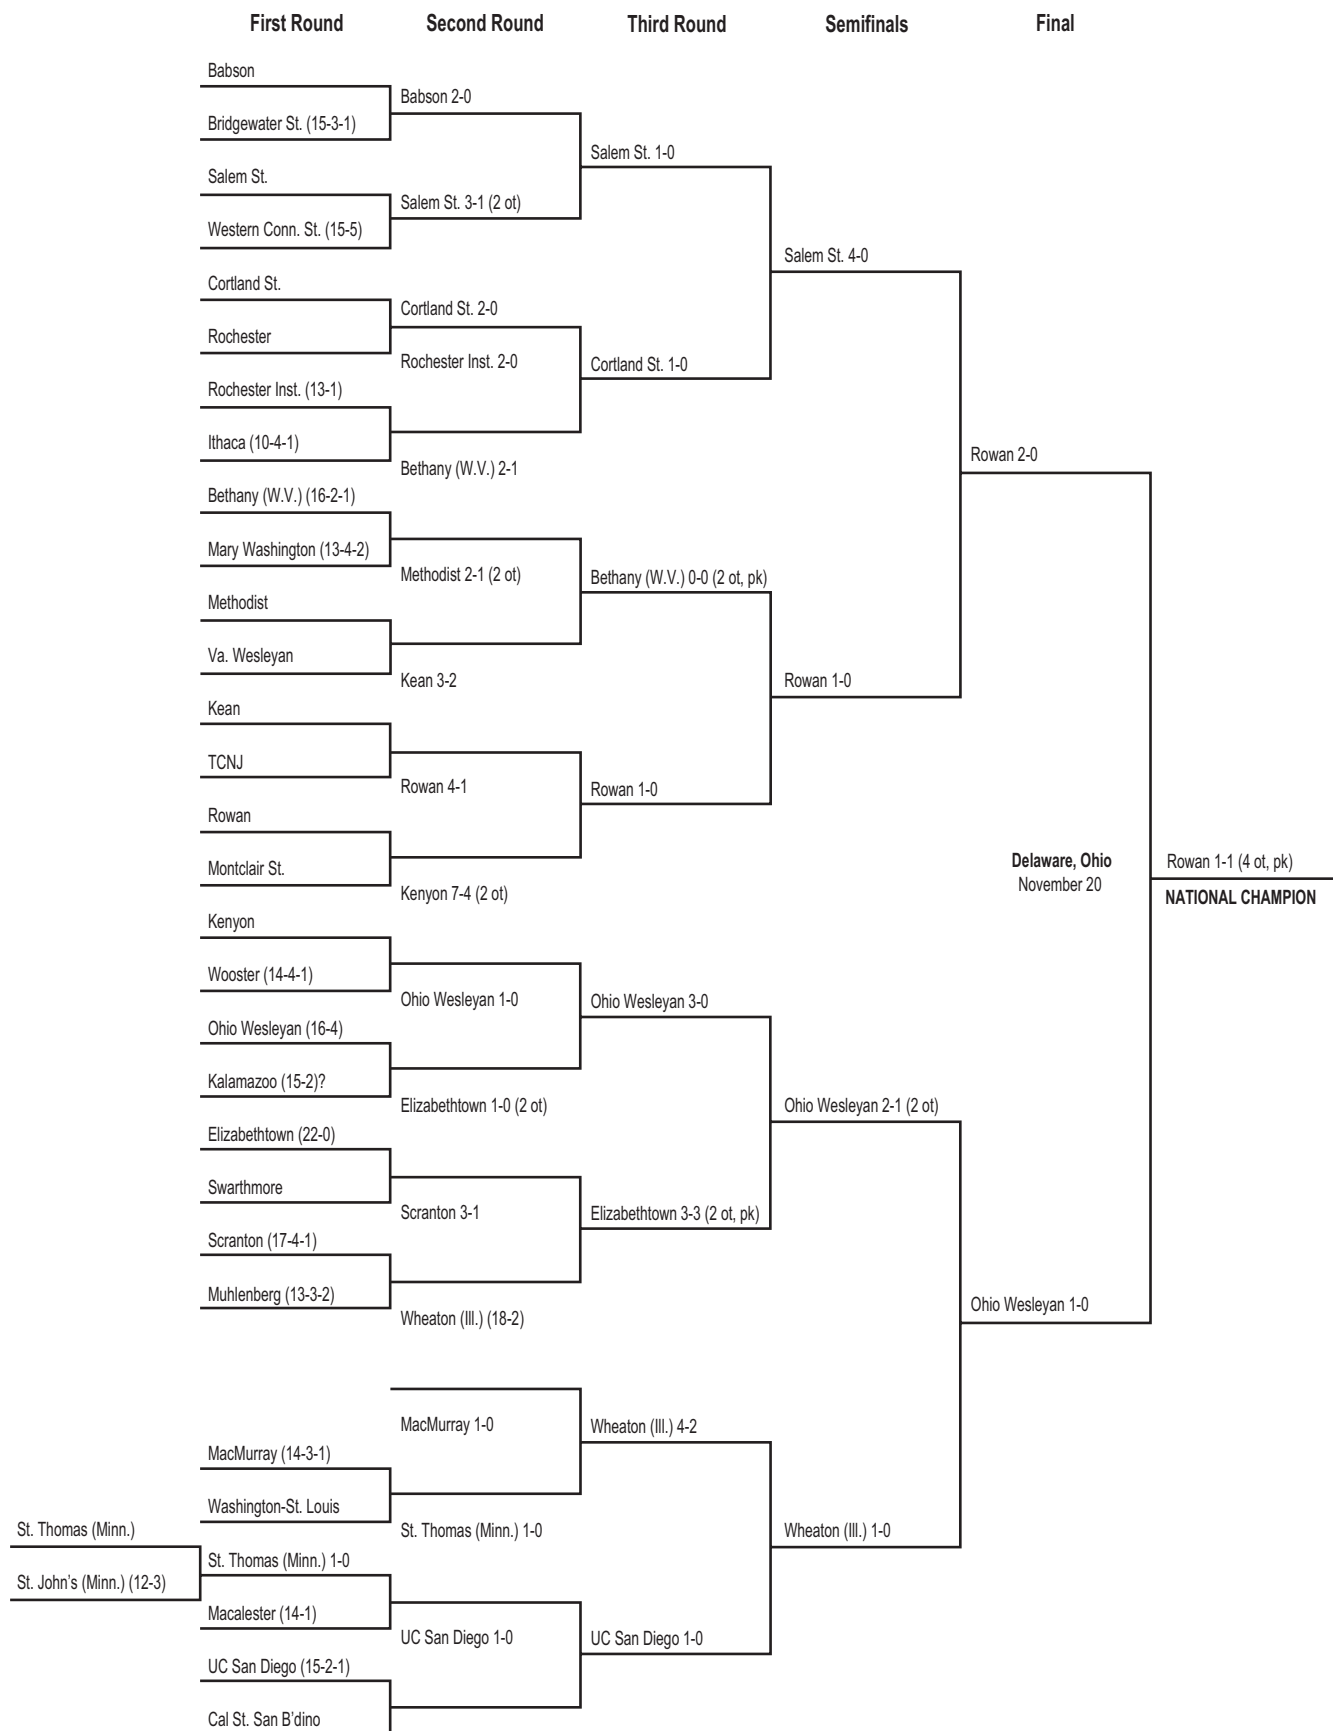 First Round Second Round Third Round Semifinals Final
Babson
Babson 2-0
Bridgewater St. (15-3-1)
Salem St. 1-0
Salem St.
Salem St. 3-1 (2 ot)
Western Conn. St. (15-5)
Salem St. 4-0
Cortland St.
Cortland St. 2-0
Rochester
Rochester Inst. 2-0
Cortland St. 1-0
Rochester Inst. (13-1)
Ithaca (10-4-1)
Rowan 2-0
Bethany (W.V.) 2-1
Bethany (W.V.) (16-2-1)
Mary Washington (13-4-2)
Methodist 2-1 (2 ot)
Bethany (W.V.) 0-0 (2 ot, pk)
Methodist
Va. Wesleyan
Kean 3-2
Rowan 1-0
Kean
TCNJ
Rowan 4-1
Rowan 1-0
Rowan
Delaware, Ohio
Rowan 1-1 (4 ot, pk)
Montclair St.
November 20
Kenyon 7-4 (2 ot)
NATIONAL CHAMPION
Kenyon
Wooster (14-4-1)
Ohio Wesleyan 1-0
Ohio Wesleyan 3-0
Ohio Wesleyan (16-4)
Kalamazoo (15-2)?
Elizabethtown 1-0 (2 ot)
Ohio Wesleyan 2-1 (2 ot)
Elizabethtown (22-0)
Swarthmore
Scranton 3-1
Elizabethtown 3-3 (2 ot, pk)
Scranton (17-4-1)
Muhlenberg (13-3-2)
Ohio Wesleyan 1-0
Wheaton (Ill.) (18-2)
MacMurray 1-0
Wheaton (Ill.) 4-2
MacMurray (14-3-1)
Washington-St. Louis
St. Thomas (Minn.)
St. Thomas (Minn.) 1-0
Wheaton (Ill.) 1-0
St. Thomas (Minn.) 1-0
St. John's (Minn.) (12-3)
Macalester (14-1)
UC San Diego 1-0
UC San Diego 1-0
UC San Diego (15-2-1)
Cal St. San B'dino